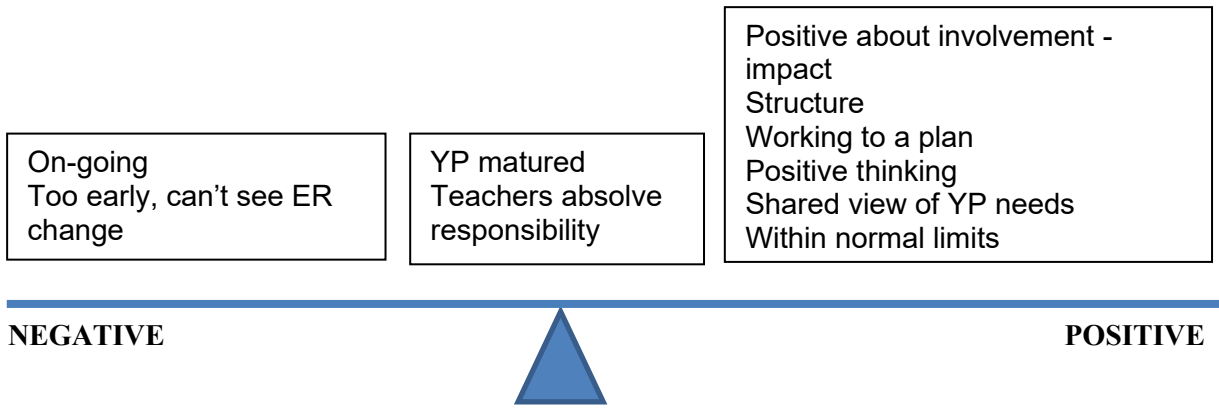 On-going
Too early, can't see ER
change
YP matured
Teachers absolve
responsibility
Positive about involvement -
impact
Structure
Working to a plan
Positive thinking
Shared view of YP needs
Within normal limits
NEGATIVE
POSITIVE